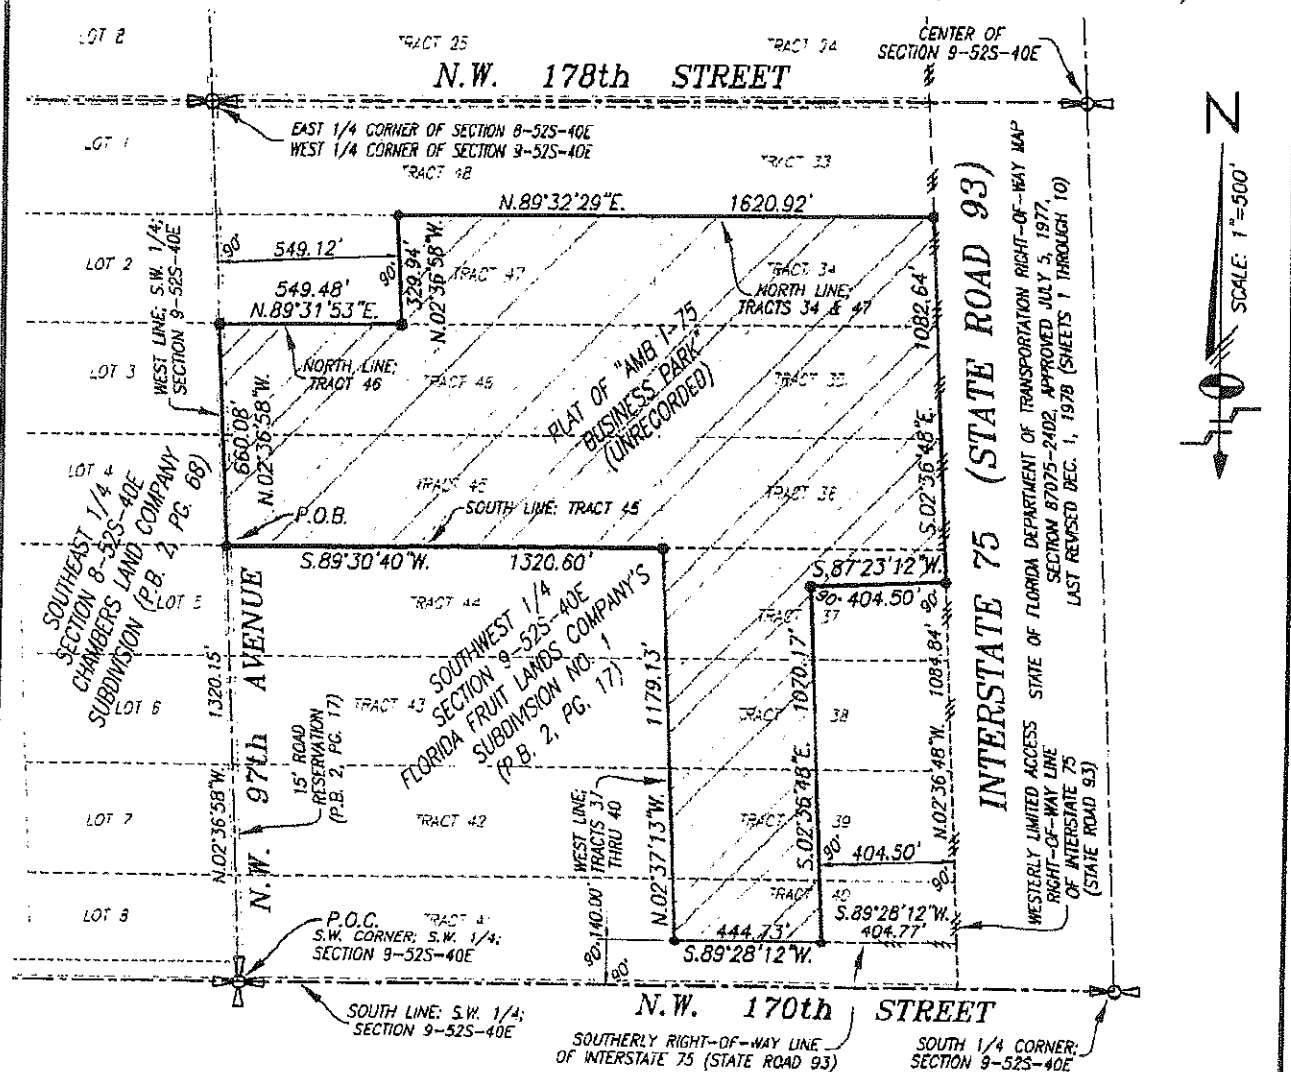 LOT 2
TRACT 25
TRACT 24
CENTER OF
SECTION 9-52S-40E
N.W. 178th STREET
EAST 1/4 CORNER OF SECTION 8-52S-40E
WEST 1/4 CORNER OF SECTION 9-52S-40E
LOT 1
TRACT 48
TRACT 33
N.89°32'29"E. 1620.92'
N
SCALE: 1"=500'
WEST LINE; S.W. 1/4;
SECTION 9-52S-40E
90°
549.12'
LOT 2
90°
329.94'
N.02°36'58"W.
TRACT 47
TRACT 34
NORTH LINE;
TRACTS 34 & 47
549.48'
N.89°31'53"E.
1082.64'
S.02°36'48"E.
LOT 3
NORTH LINE;
TRACT 46
TRACT 46
PLAT OF "AMB I-75
BUSINESS PARK"
(UNRECORDED)
TRACT 35
660.08'
N.02°36'58"W.
LOT 4
TRACT 45
TRACT 36
SOUTH LINE; TRACT 45
P.O.B.
S.89°30'40"W. 1320.60'
SOUTHEAST 1/4
SECTION 8-52S-40E
CHAMBERS LAND COMPANY
SUBDIVISION (P.B. 2, PG. 68)
LOT 5
TRACT 44
S.87°23'12"W.
90° 404.50' 90°
TRACT 37
SOUTHWEST 1/4
SECTION 9-52S-40E
FLORIDA FRUIT LANDS COMPANY'S
SUBDIVISION NO. 1
(P.B. 2, PG. 17)
LOT 6
TRACT 43
TRACT 38
1320.15'
N.02°36'58"W.
N.W. 97th AVENUE
15' ROAD
RESERVATION
(P.B. 2, PG. 17)
1179.13'
N.02°37'13"W.
1070.17'
S.02°36'48"E.
1084.84'
N.02°36'48"W.
INTERSTATE 75 (STATE ROAD 93)
STATE OF FLORIDA DEPARTMENT OF TRANSPORTATION RIGHT-OF-WAY MAP
SECTION 87075-2402, APPROVED JULY 5, 1977,
LAST REVISED DEC. 1, 1978 (SHEETS 1 THROUGH 10)
WESTERLY LIMITED ACCESS
RIGHT-OF-WAY LINE
OF INTERSTATE 75
(STATE ROAD 93)
LOT 7
TRACT 42
WEST LINE;
TRACTS 37
THRU 40
TRACT 39
90° 404.50' 90°
LOT 8
TRACT 41
TRACT 40
P.O.C.
S.W. CORNER; S.W. 1/4;
SECTION 9-52S-40E
140.00'
90°
90°
444.73'
S.89°28'12"W.
S.89°28'12"W.
404.77'
SOUTH LINE; S.W. 1/4;
SECTION 9-52S-40E
N.W. 170th STREET
SOUTHERLY RIGHT-OF-WAY LINE
OF INTERSTATE 75 (STATE ROAD 93)
SOUTH 1/4 CORNER;
SECTION 9-52S-40E